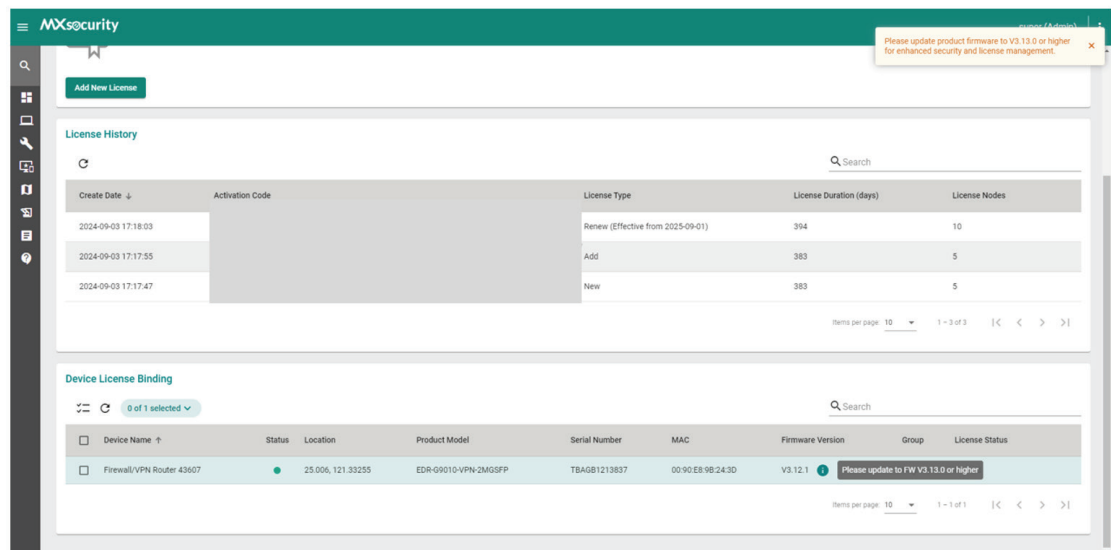 MXsecurity
super (Admin)
Please update product firmware to V3.13.0 or higher
for enhanced security and license management.
Add New License
License History
Search
Create Date
Activation Code
License Type
License Duration (days)
License Nodes
2024-09-03 17:18:03
Renew (Effective from 2025-09-01)
394
10
2024-09-03 17:17:55
Add
383
5
2024-09-03 17:17:47
New
383
5
Items per page: 10
1 – 3 of 3
Device License Binding
0 of 1 selected
Search
Device Name
Status
Location
Product Model
Serial Number
MAC
Firmware Version
Group
License Status
Firewall/VPN Router 43607
25.006, 121.33255
EDR-G9010-VPN-2MGSFP
TBAGB1213837
00:90:E8:9B:24:3D
V3.12.1
Please update to FW V3.13.0 or higher
Items per page: 10
1 – 1 of 1